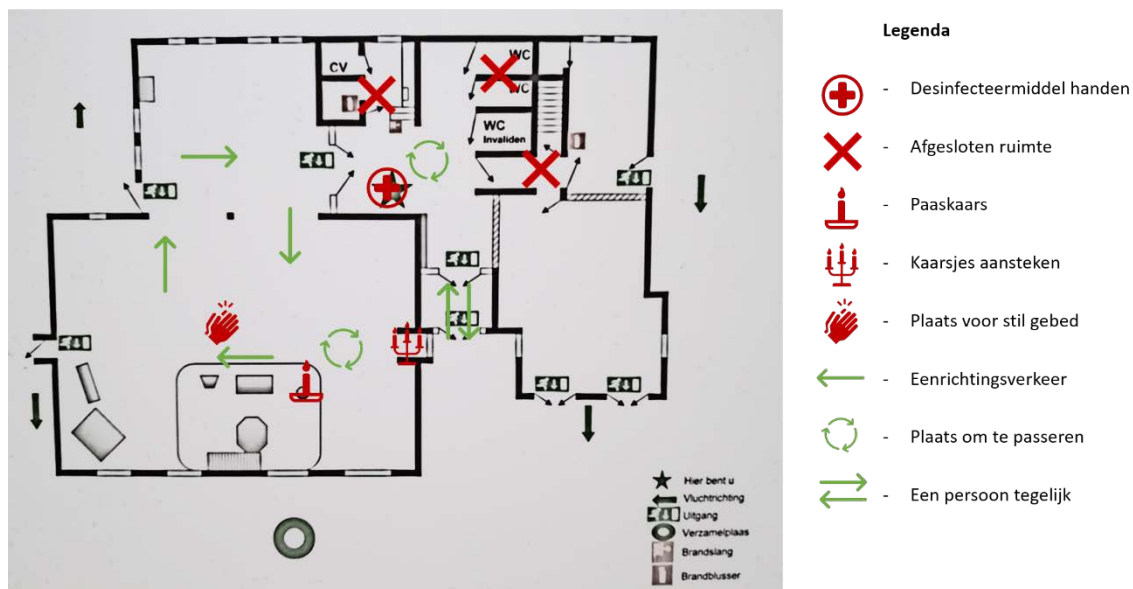 CV
WC
WC
WC
Invaliden
Hier bent u
Vluchtrichting
Uitgang
Verzamelplaas
Brandslang
Brandblusser
Legenda
- Desinfecteermiddel handen
- Afgesloten ruimte
- Paaskaars
- Kaarsjes aansteken
- Plaats voor stil gebed
- Eenrichtingsverkeer
- Plaats om te passeren
- Een persoon tegelijk